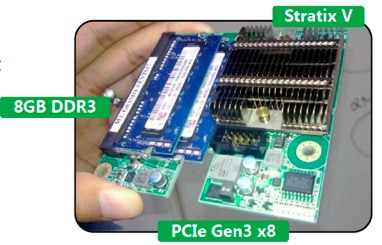 Stratix V
8GB DDR3
PCIe Gen3 x8